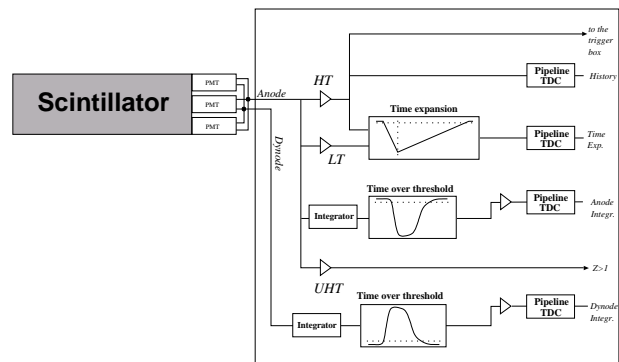 to the
trigger
box
HT
Pipeline
TDC
History
PMT
Scintillator
PMT
PMT
Anode
Time expansion
Pipeline
TDC
Time
Exp.
LT
Dynode
Time over threshold
Integrator
Pipeline
TDC
Anode
Integr.
UHT
Z>1
Time over threshold
Integrator
Pipeline
TDC
Dynode
Integr.